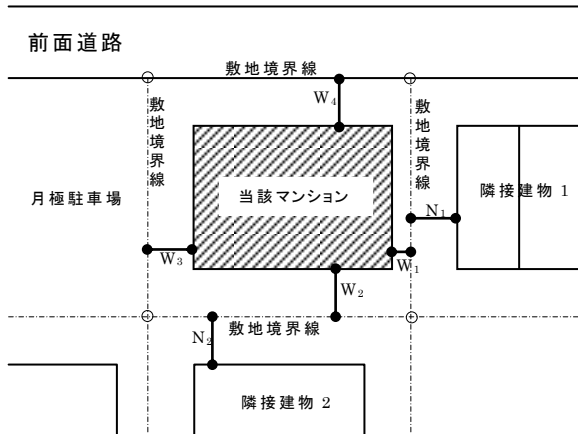 前面道路
敷地境界線
W4
敷地境界線
敷地境界線
月極駐車場
当該マンション
隣接建物 1
N1
W3
W1
W2
N2
敷地境界線
隣接建物 2